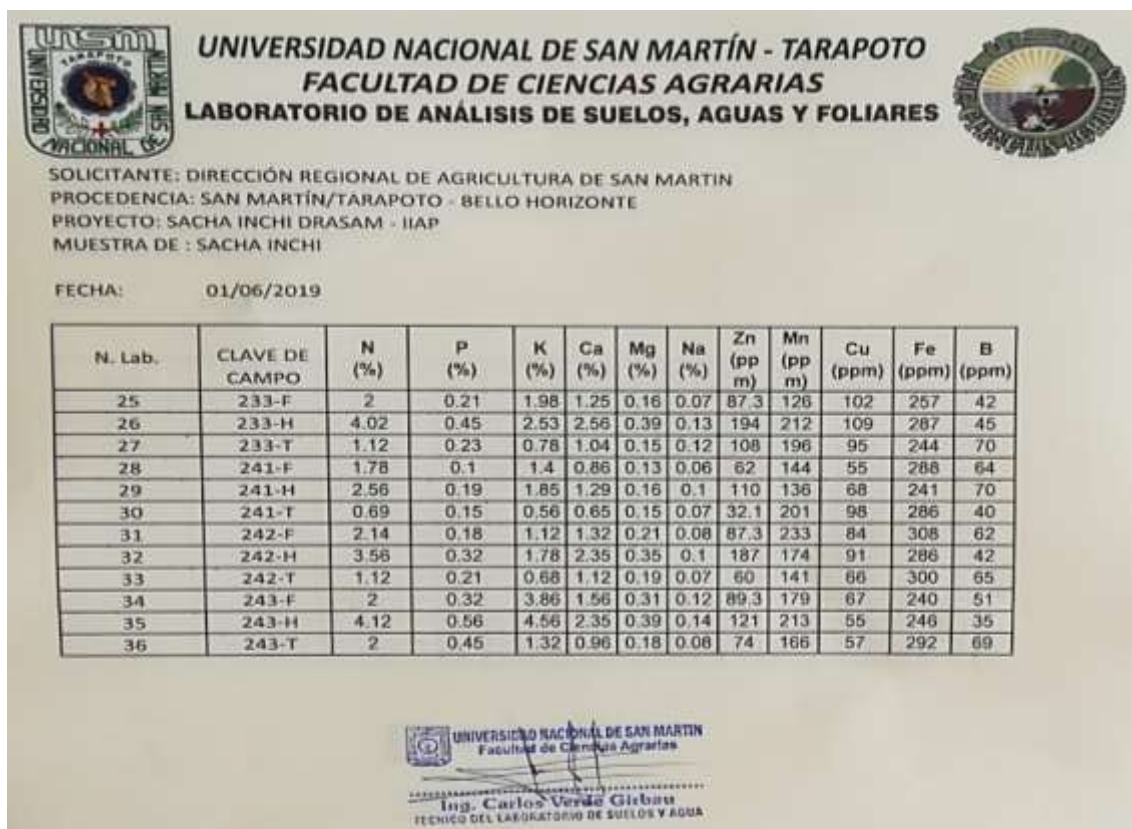 UNSM
TARAPOTO
UNIVERSIDAD NACIONAL DE SAN MARTÍN
UNIVERSIDAD NACIONAL DE SAN MARTÍN - TARAPOTO
FACULTAD DE CIENCIAS AGRARIAS
LABORATORIO DE ANÁLISIS DE SUELOS, AGUAS Y FOLIARES
SOLICITANTE: DIRECCIÓN REGIONAL DE AGRICULTURA DE SAN MARTIN
PROCEDENCIA: SAN MARTÍN/TARAPOTO - BELLO HORIZONTE
PROYECTO: SACHA INCHI DRASAM - IIAP
MUESTRA DE : SACHA INCHI
FECHA: 01/06/2019
N. Lab. CLAVE DE CAMPO N (%) P (%) K (%) Ca (%) Mg (%) Na (%) Zn (ppm) Mn (ppm) Cu (ppm) Fe (ppm) B (ppm)
25 233-F 2 0.21 1.98 1.25 0.16 0.07 87.3 126 102 257 42
26 233-H 4.02 0.45 2.53 2.56 0.39 0.13 194 212 109 287 45
27 233-T 1.12 0.23 0.78 1.04 0.15 0.12 108 196 95 244 70
28 241-F 1.78 0.1 1.4 0.86 0.13 0.06 62 144 55 288 64
29 241-H 2.56 0.19 1.85 1.29 0.16 0.1 110 136 68 241 70
30 241-T 0.69 0.15 0.56 0.65 0.15 0.07 32.1 201 98 286 40
31 242-F 2.14 0.18 1.12 1.32 0.21 0.08 87.3 233 84 308 62
32 242-H 3.56 0.32 1.78 2.35 0.35 0.1 187 174 91 286 42
33 242-T 1.12 0.21 0.68 1.12 0.19 0.07 60 141 66 300 65
34 243-F 2 0.32 3.86 1.56 0.31 0.12 89.3 179 67 240 51
35 243-H 4.12 0.56 4.56 2.35 0.39 0.14 121 213 55 246 35
36 243-T 2 0.45 1.32 0.96 0.18 0.08 74 166 57 292 69
UNIVERSIDAD NACIONAL DE SAN MARTIN
Facultad de Ciencias Agrarias
Ing. Carlos Verde Girbau
TECNICO DEL LABORATORIO DE SUELOS Y AGUA